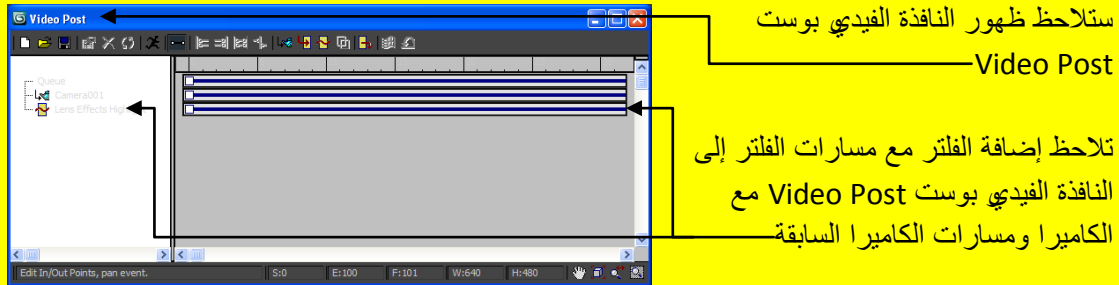 Video Post
Queue
Camera001
Lens Effects High
Edit In/Out Points, pan event.
S:0
E:100
F:101
W:640
H:480
ستلاحظ ظهور النافذة الفيديو بوست
Video Post
تلاحظ إضافة الفلتر مع مسارات الفلتر إلى
النافذة الفيديو بوست Video Post مع
الكاميرا ومسارات الكاميرا السابقة